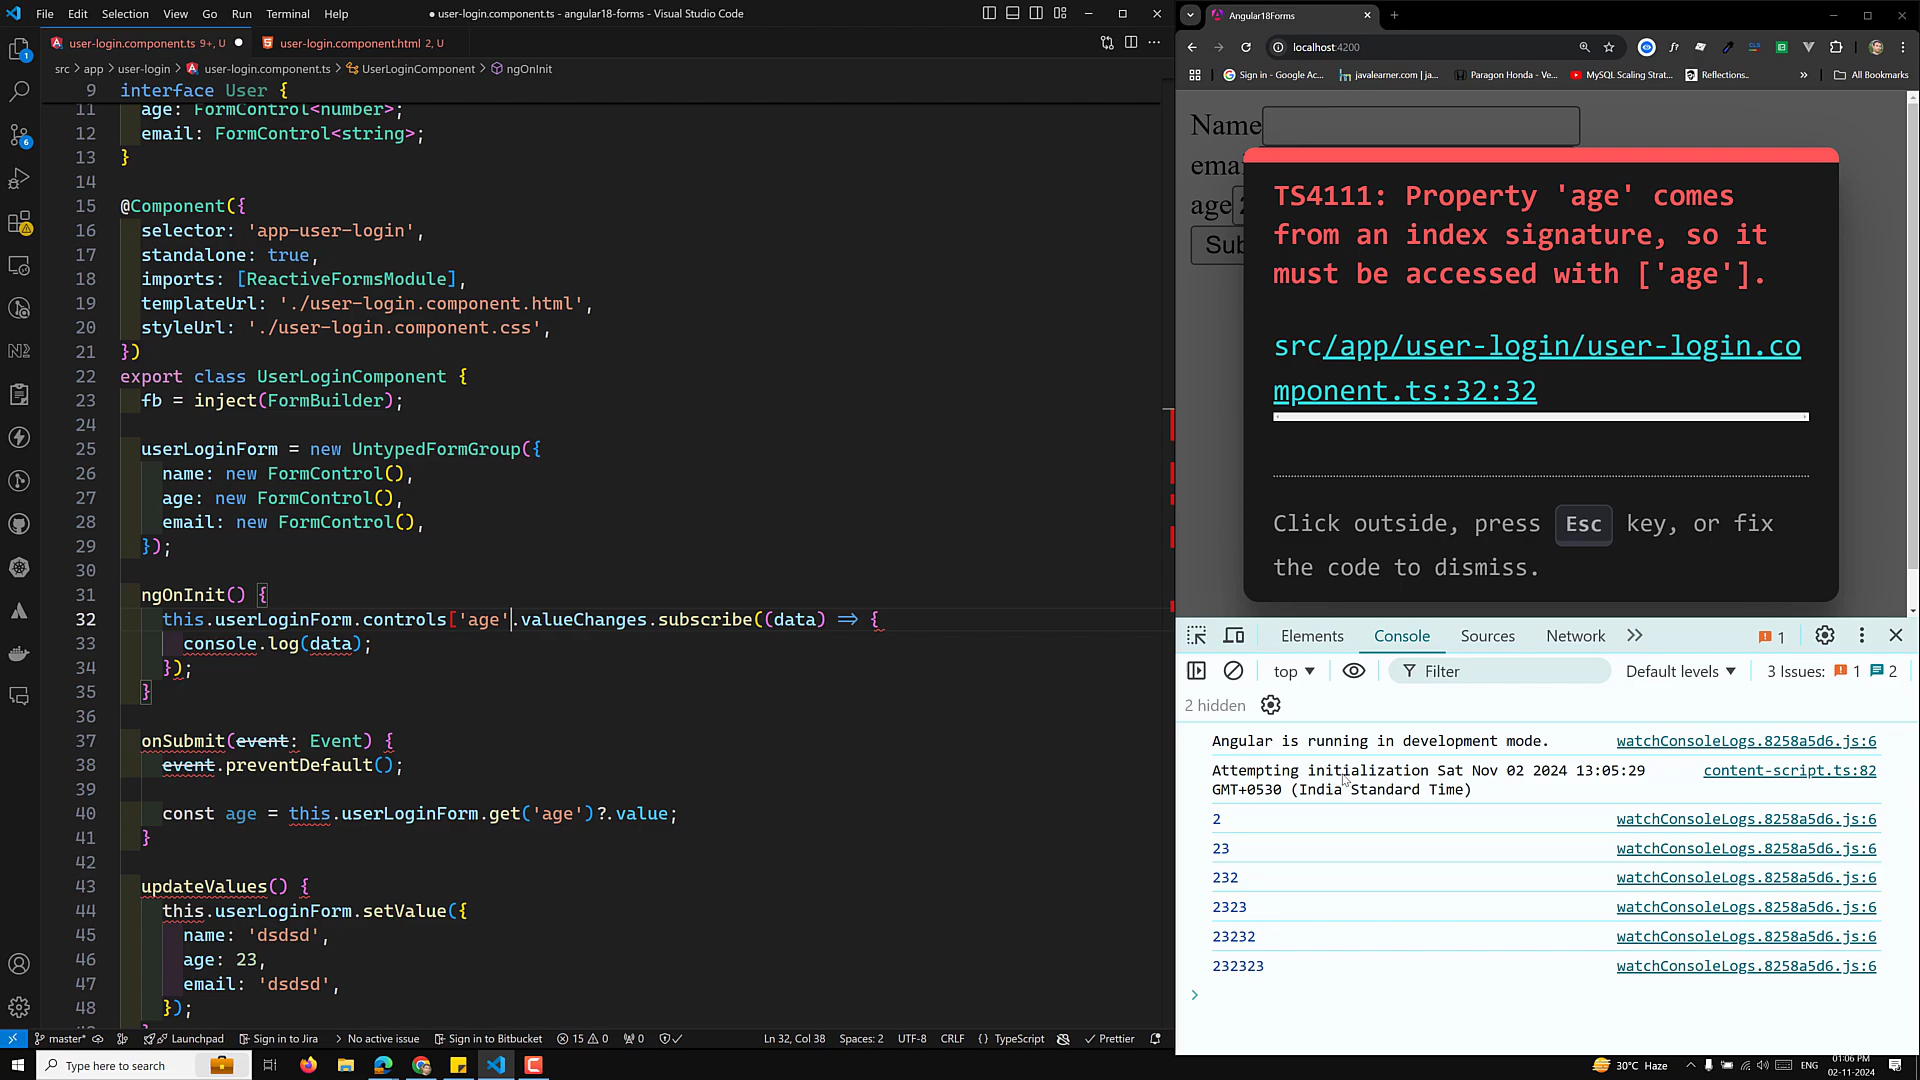 File Edit Selection View Go Run Terminal Help
● user-login.component.ts - angular18-forms - Visual Studio Code
user-login.component.ts 9+, U ●
user-login.component.html 2, U
src > app > user-login > user-login.component.ts > UserLoginComponent > ngOnInit
9 interface User {
11 age: FormControl<number>;
12 email: FormControl<string>;
13 }
14
15 @Component({
16 selector: 'app-user-login',
17 standalone: true,
18 imports: [ReactiveFormsModule],
19 templateUrl: './user-login.component.html',
20 styleUrl: './user-login.component.css',
21 })
22 export class UserLoginComponent {
23 fb = inject(FormBuilder);
24
25 userLoginForm = new UntypedFormGroup({
26 name: new FormControl(),
27 age: new FormControl(),
28 email: new FormControl(),
29 });
30
31 ngOnInit() {
32 this.userLoginForm.controls['age'.valueChanges.subscribe((data) => {
33 console.log(data);
34 });
35 }
36
37 onSubmit(event: Event) {
38 event.preventDefault();
39
40 const age = this.userLoginForm.get('age')?.value;
41 }
42
43 updateValues() {
44 this.userLoginForm.setValue({
45 name: 'dsdsd',
46 age: 23,
47 email: 'dsdsd',
48 });
master* Launchpad Sign in to Jira No active issue Sign in to Bitbucket 15 0 0 Ln 32, Col 38 Spaces: 2 UTF-8 CRLF {} TypeScript Prettier
Angular18Forms
localhost:4200
Sign in - Google Ac... javalearner.com | ja... Paragon Honda - Ve... MySQL Scaling Strat... Reflections.. » All Bookmarks
Name
emai
age
Sub
TS4111: Property 'age' comes
from an index signature, so it
must be accessed with ['age'].
src/app/user-login/user-login.co
mponent.ts:32:32
Click outside, press Esc key, or fix
the code to dismiss.
Elements Console Sources Network » 1
top Filter Default levels 3 Issues: 1 2
2 hidden
Angular is running in development mode. watchConsoleLogs.8258a5d6.js:6
Attempting initialization Sat Nov 02 2024 13:05:29 content-script.ts:82
GMT+0530 (India Standard Time)
2 watchConsoleLogs.8258a5d6.js:6
23 watchConsoleLogs.8258a5d6.js:6
232 watchConsoleLogs.8258a5d6.js:6
2323 watchConsoleLogs.8258a5d6.js:6
23232 watchConsoleLogs.8258a5d6.js:6
232323 watchConsoleLogs.8258a5d6.js:6
>
Type here to search
30°C Haze ENG 01:06 PM
02-11-2024